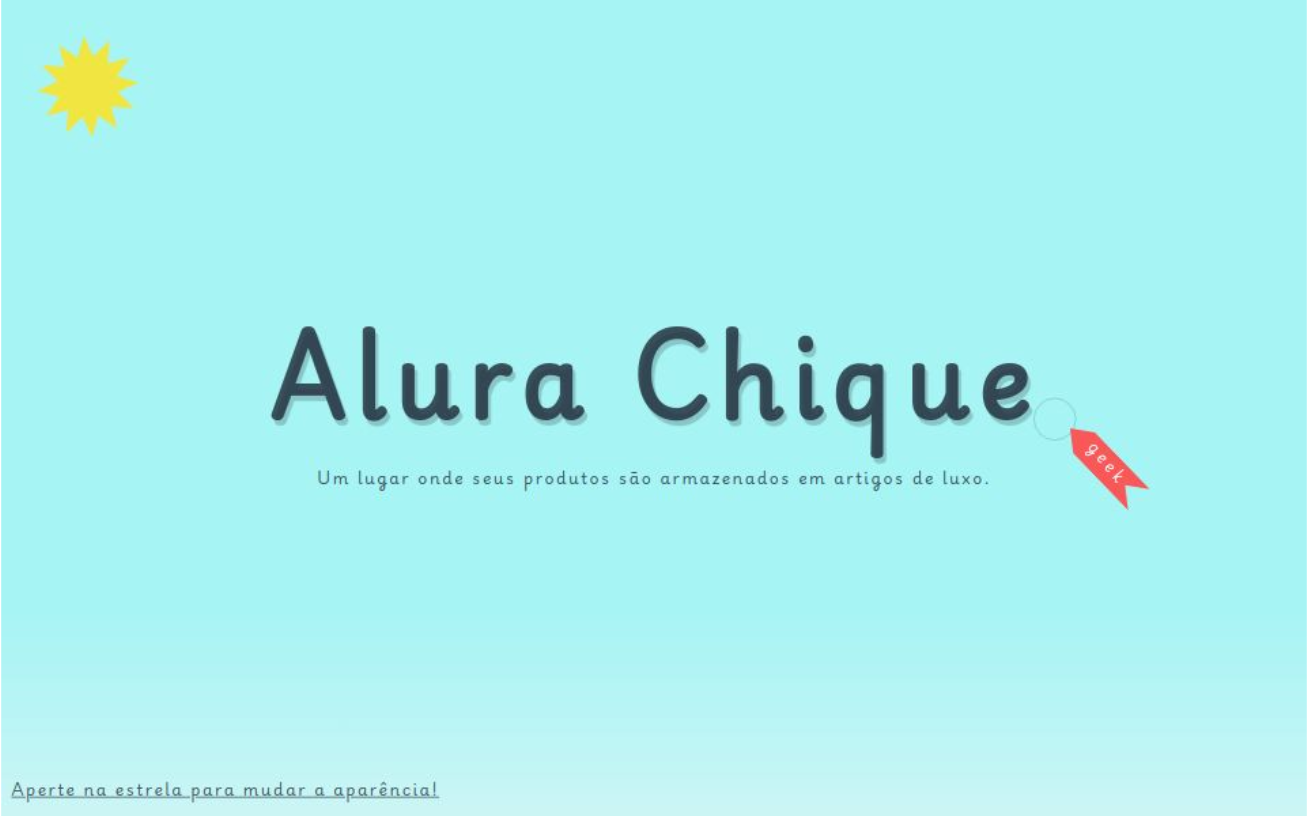 Alura Chique
geek
Um lugar onde seus produtos são armazenados em artigos de luxo.
Aperte na estrela para mudar a aparência!